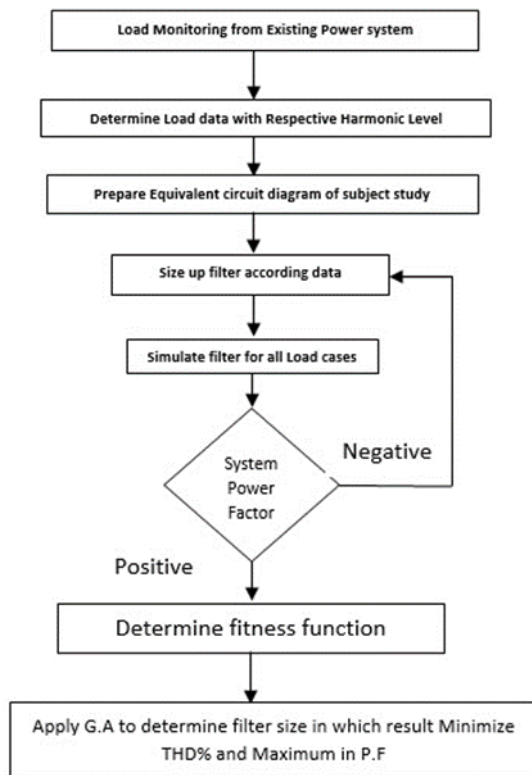 Load Monitoring from Existing Power system
Determine Load data with Respective Harmonic Level
Prepare Equivalent circuit diagram of subject study
Size up filter according data
Simulate filter for all Load cases
System
Power
Factor
Negative
Positive
Determine fitness function
Apply G.A to determine filter size in which result Minimize
THD% and Maximum in P.F